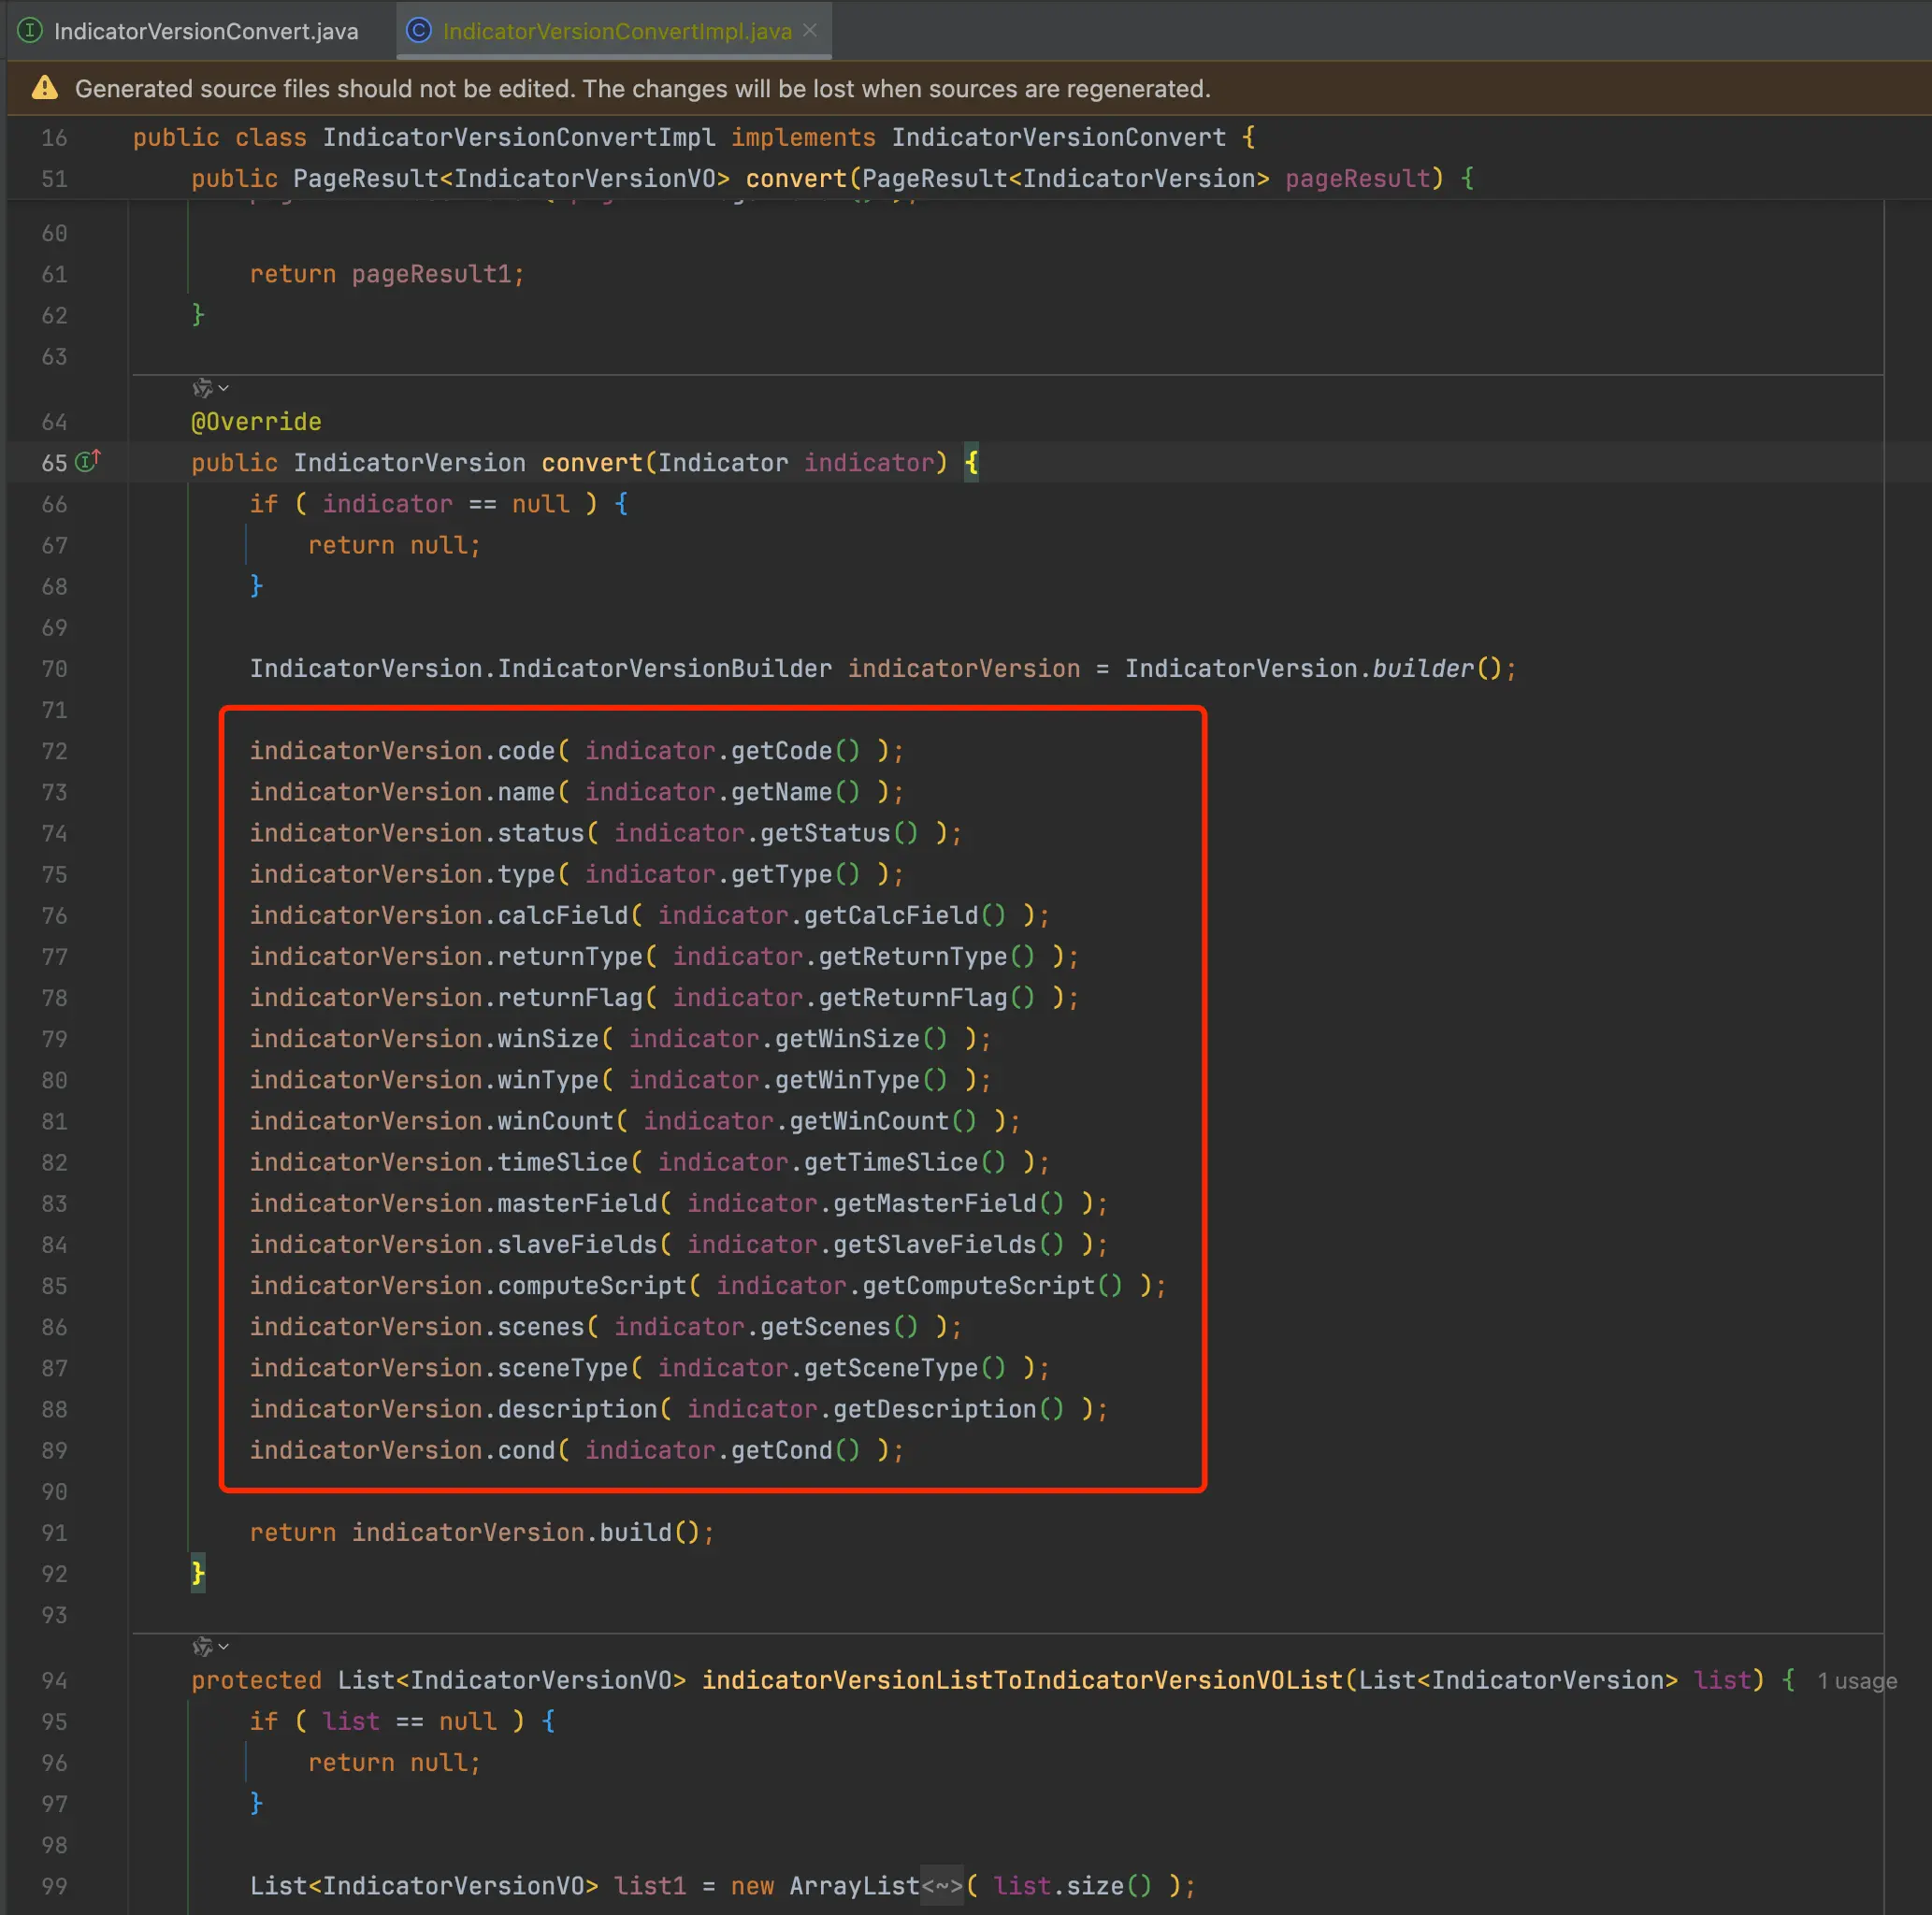 IndicatorVersionConvert.java
IndicatorVersionConvertImpl.java
Generated source files should not be edited. The changes will be lost when sources are regenerated.
16 public class IndicatorVersionConvertImpl implements IndicatorVersionConvert {
51 public PageResult<IndicatorVersionVO> convert(PageResult<IndicatorVersion> pageResult) {
60
61 return pageResult1;
62 }
63
64 @Override
65 public IndicatorVersion convert(Indicator indicator) {
66 if ( indicator == null ) {
67 return null;
68 }
69
70 IndicatorVersion.IndicatorVersionBuilder indicatorVersion = IndicatorVersion.builder();
71
72 indicatorVersion.code( indicator.getCode() );
73 indicatorVersion.name( indicator.getName() );
74 indicatorVersion.status( indicator.getStatus() );
75 indicatorVersion.type( indicator.getType() );
76 indicatorVersion.calcField( indicator.getCalcField() );
77 indicatorVersion.returnType( indicator.getReturnType() );
78 indicatorVersion.returnFlag( indicator.getReturnFlag() );
79 indicatorVersion.winSize( indicator.getWinSize() );
80 indicatorVersion.winType( indicator.getWinType() );
81 indicatorVersion.winCount( indicator.getWinCount() );
82 indicatorVersion.timeSlice( indicator.getTimeSlice() );
83 indicatorVersion.masterField( indicator.getMasterField() );
84 indicatorVersion.slaveFields( indicator.getSlaveFields() );
85 indicatorVersion.computeScript( indicator.getComputeScript() );
86 indicatorVersion.scenes( indicator.getScenes() );
87 indicatorVersion.sceneType( indicator.getSceneType() );
88 indicatorVersion.description( indicator.getDescription() );
89 indicatorVersion.cond( indicator.getCond() );
90
91 return indicatorVersion.build();
92 }
93
94 protected List<IndicatorVersionVO> indicatorVersionListToIndicatorVersionVOList(List<IndicatorVersion> list) { 1 usage
95 if ( list == null ) {
96 return null;
97 }
98
99 List<IndicatorVersionVO> list1 = new ArrayList<~>( list.size() );